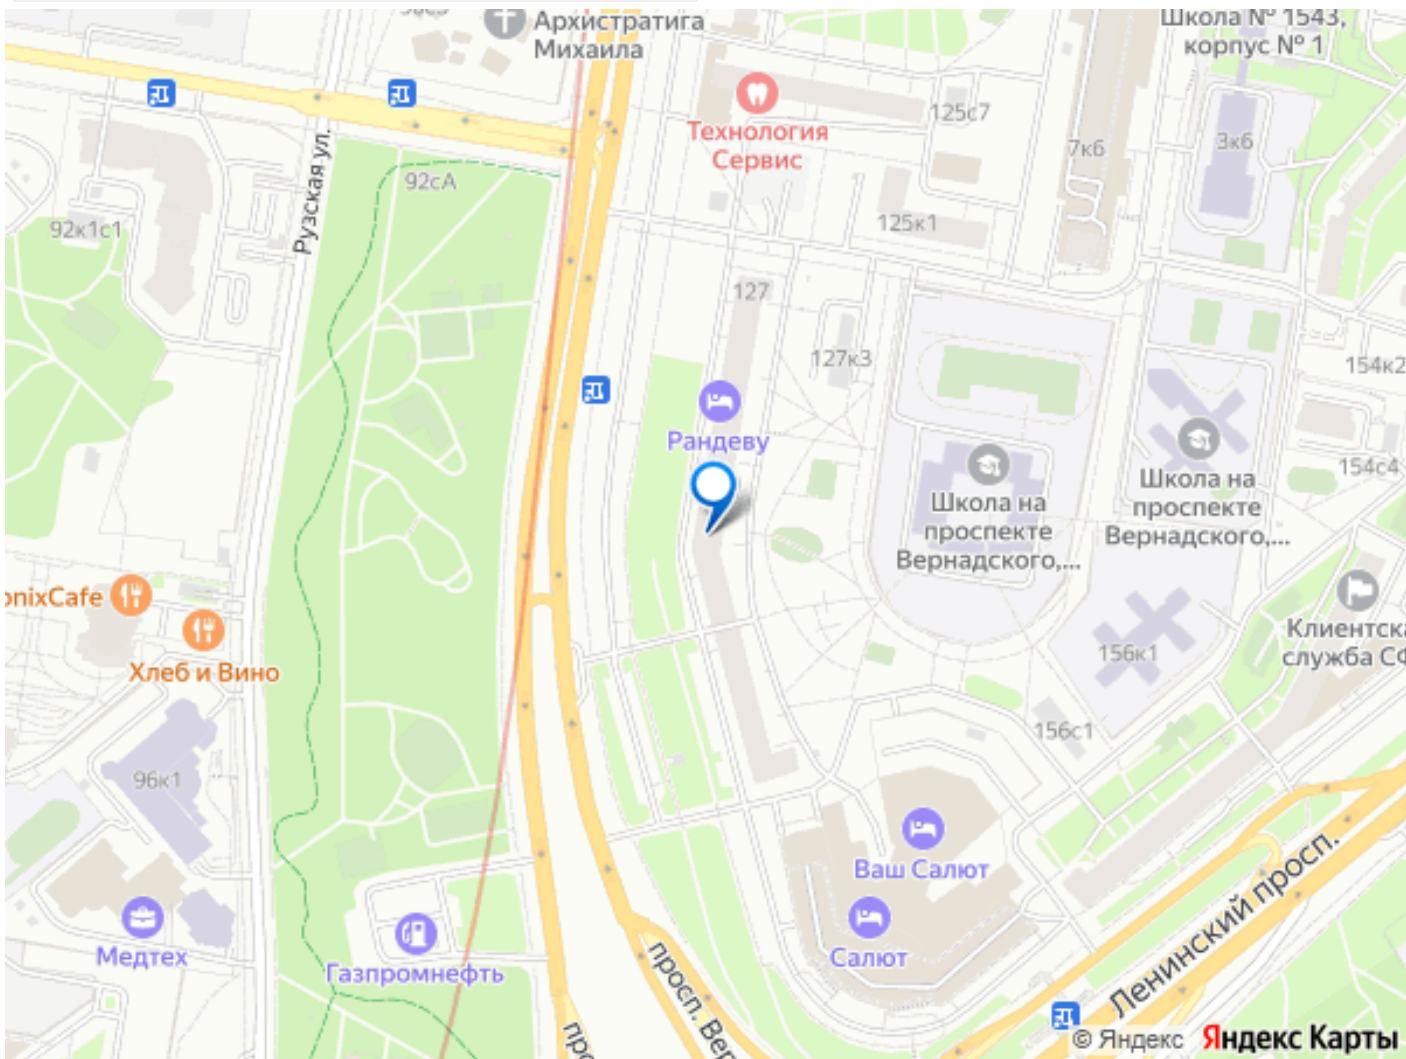 Архистратига
Михаила
Школа № 1543,
корпус № 1
Технология
Сервис
125с7
7к6
3к6
Рузская ул.
92сА
92к1с1
125к1
127
127к3
154к2
Рандеву
154с4
Школа на
проспекте
Вернадского,...
Школа на
проспекте
Вернадского,...
onixCafe
Хлеб и Вино
Клиентска
служба СФ
156к1
156с1
96к1
Ваш Салют
Салют
Медтех
Газпромнефть
просп. Вер
Ленинский просп.
© Яндекс Яндекс Карты